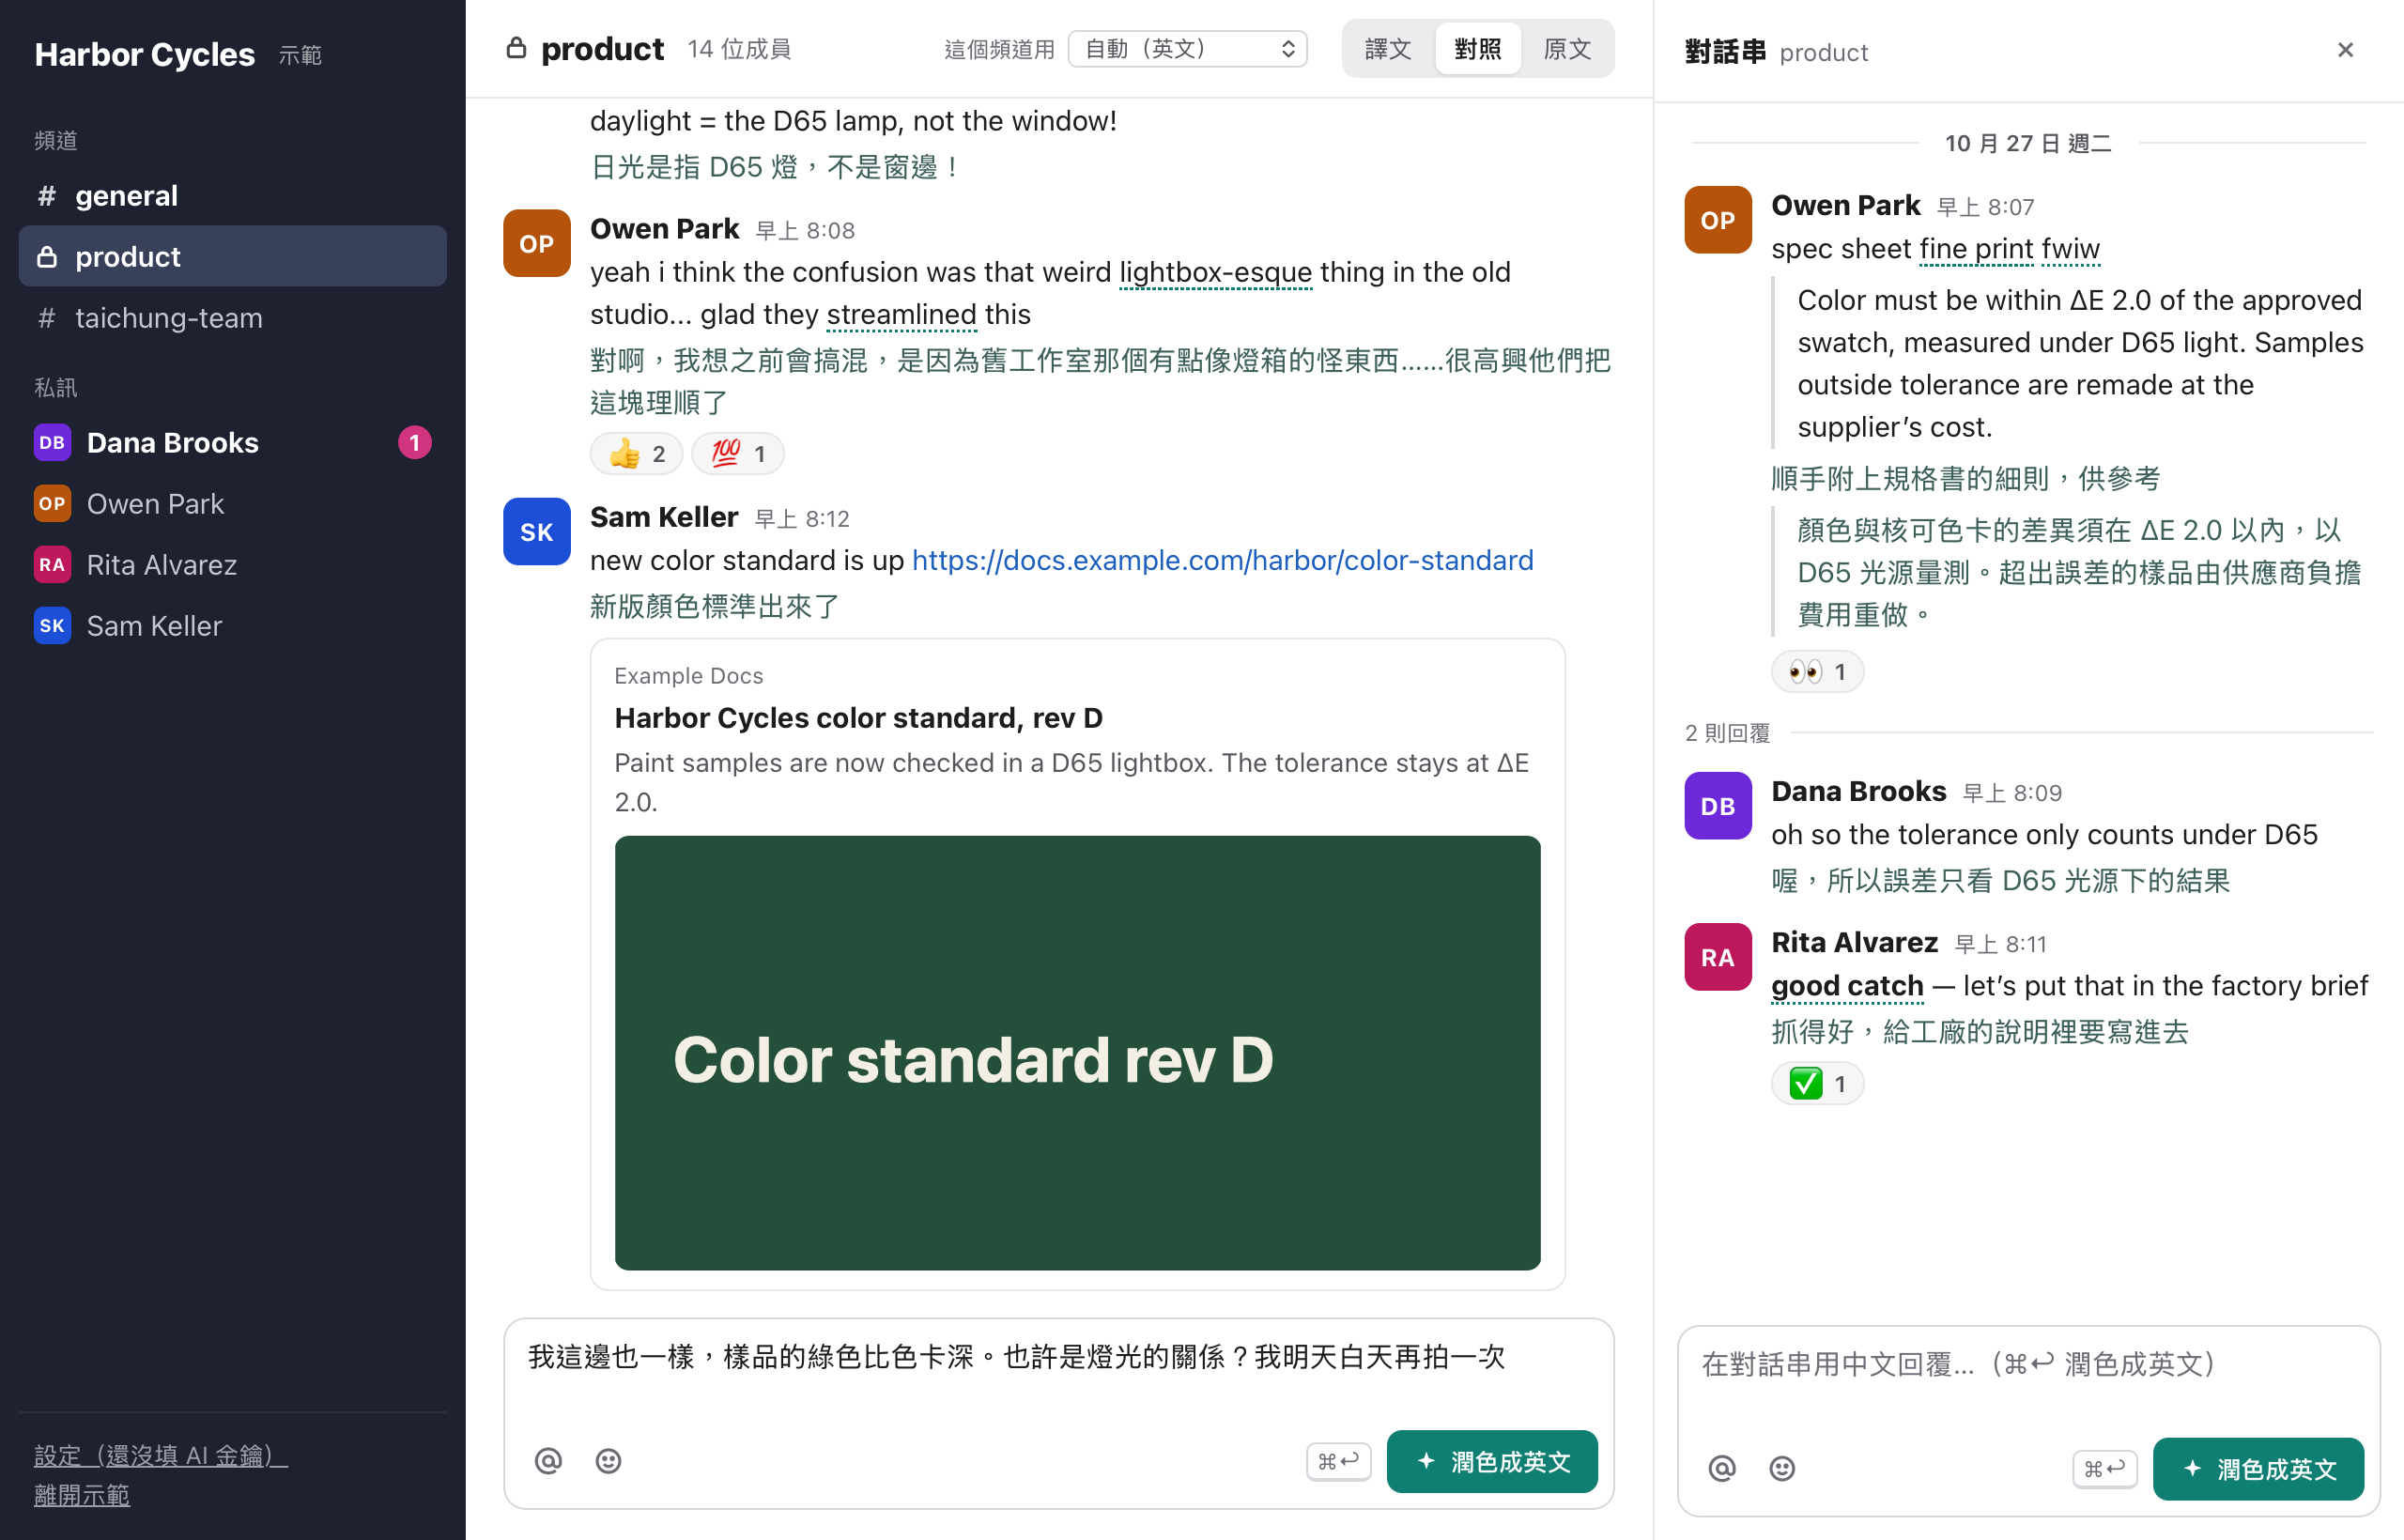 Harbor Cycles 示範
頻道
# general
product
# taichung-team
私訊
DB Dana Brooks 1
OP Owen Park
RA Rita Alvarez
SK Sam Keller
設定（還沒填 AI 金鑰）
離開示範
product 14 位成員 這個頻道用 自動（英文） 譯文 對照 原文
daylight = the D65 lamp, not the window!
日光是指 D65 燈，不是窗邊！
OP Owen Park 早上 8:08
yeah i think the confusion was that weird lightbox-esque thing in the old
studio... glad they streamlined this
對啊，我想之前會搞混，是因為舊工作室那個有點像燈箱的怪東西……很高興他們把
這塊理順了
👍 2 💯 1
SK Sam Keller 早上 8:12
new color standard is up https://docs.example.com/harbor/color-standard
新版顏色標準出來了
Example Docs
Harbor Cycles color standard, rev D
Paint samples are now checked in a D65 lightbox. The tolerance stays at ΔE
2.0.
Color standard rev D
我這邊也一樣，樣品的綠色比色卡深。也許是燈光的關係？我明天白天再拍一次
⌘↩ 潤色成英文
對話串 product ×
10 月 27 日 週二
OP Owen Park 早上 8:07
spec sheet fine print fwiw
Color must be within ΔE 2.0 of the approved
swatch, measured under D65 light. Samples
outside tolerance are remade at the
supplier’s cost.
順手附上規格書的細則，供參考
顏色與核可色卡的差異須在 ΔE 2.0 以內，以
D65 光源量測。超出誤差的樣品由供應商負擔
費用重做。
👀 1
2 則回覆
DB Dana Brooks 早上 8:09
oh so the tolerance only counts under D65
喔，所以誤差只看 D65 光源下的結果
RA Rita Alvarez 早上 8:11
good catch — let’s put that in the factory brief
抓得好，給工廠的說明裡要寫進去
✅ 1
在對話串用中文回覆...（⌘↩ 潤色成英文）
⌘↩ 潤色成英文